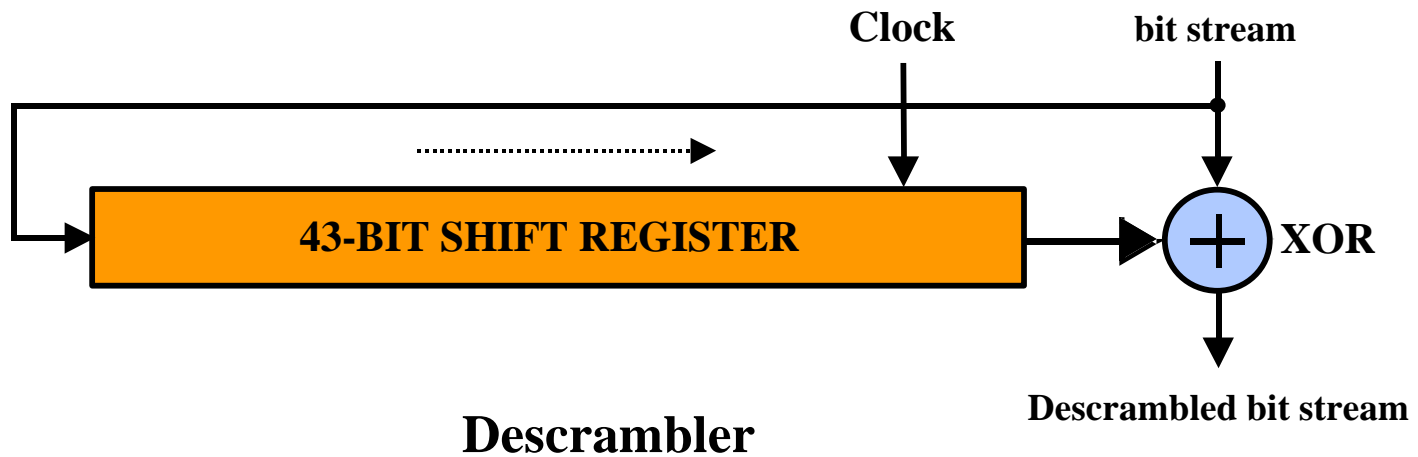 Clock
bit stream
43-BIT SHIFT REGISTER
XOR
Descrambled bit stream
Descrambler